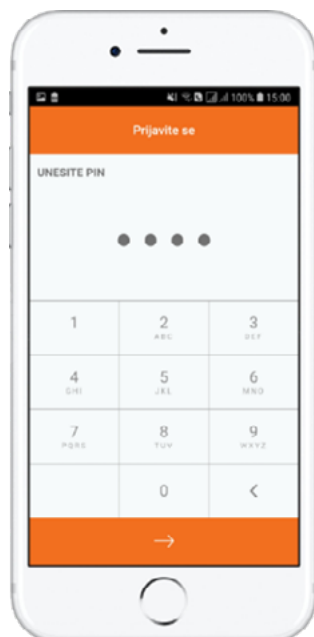 100% 15:00
Prijavite se
UNESITE PIN
1 2 3
ABC DEF
4 5 6
GHI JKL MNO
7 8 9
PQRS TUV WXYZ
0